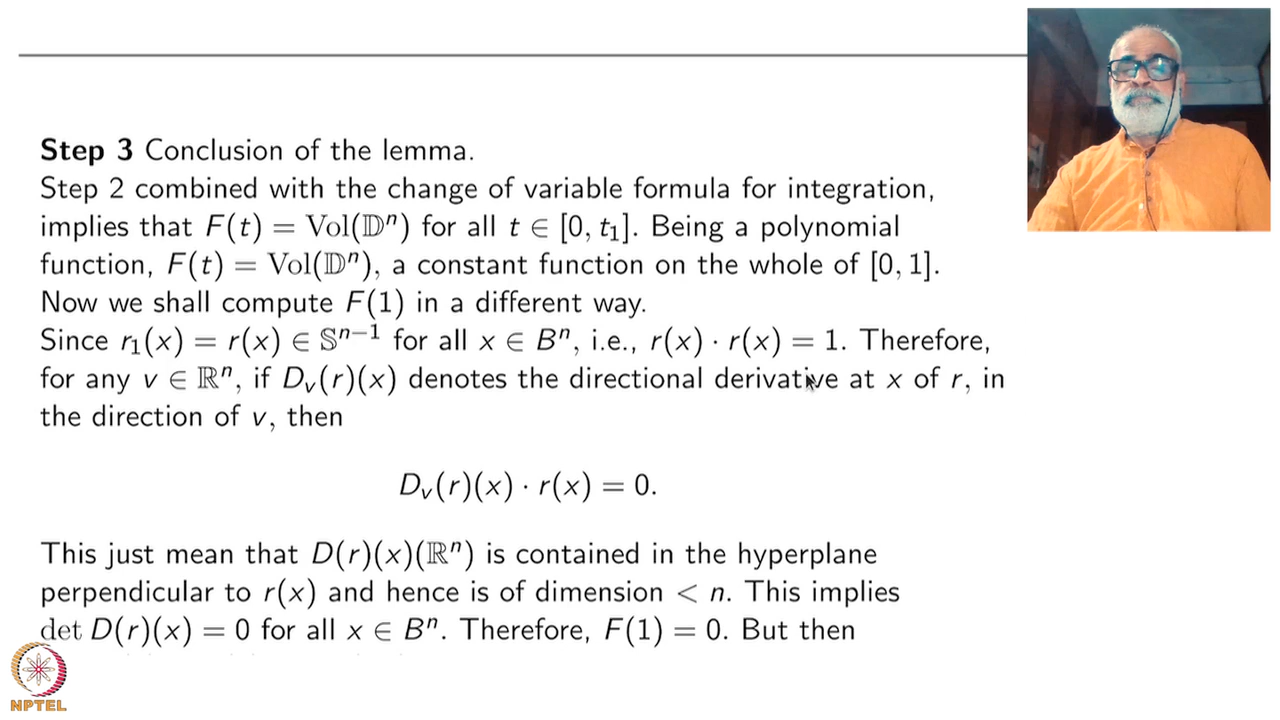 Step 3 Conclusion of the lemma.
Step 2 combined with the change of variable formula for integration,
implies that F(t) = Vol(𝔻ⁿ) for all t ∈ [0, t₁]. Being a polynomial
function, F(t) = Vol(𝔻ⁿ), a constant function on the whole of [0, 1].
Now we shall compute F(1) in a different way.
Since r₁(x) = r(x) ∈ 𝕊ⁿ⁻¹ for all x ∈ Bⁿ, i.e., r(x) · r(x) = 1. Therefore,
for any v ∈ ℝⁿ, if Dᵥ(r)(x) denotes the directional derivative at x of r, in
the direction of v, then
Dᵥ(r)(x) · r(x) = 0.
This just mean that D(r)(x)(ℝⁿ) is contained in the hyperplane
perpendicular to r(x) and hence is of dimension < n. This implies
det D(r)(x) = 0 for all x ∈ Bⁿ. Therefore, F(1) = 0. But then
NPTEL